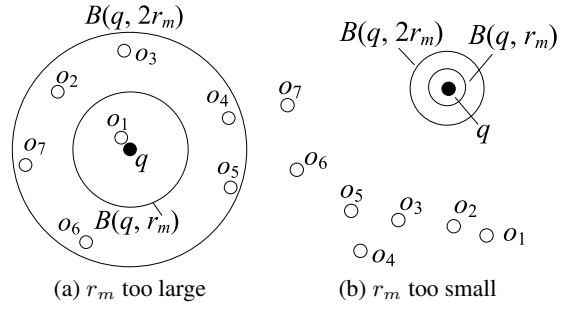 B(q, 2r_m)
o_3
o_2
o_4
o_1
o_7
q
o_5
B(q, r_m)
o_6
(a) r_m too large
B(q, 2r_m)
B(q, r_m)
o_7
q
o_6
o_5
o_3
o_2
o_1
o_4
(b) r_m too small